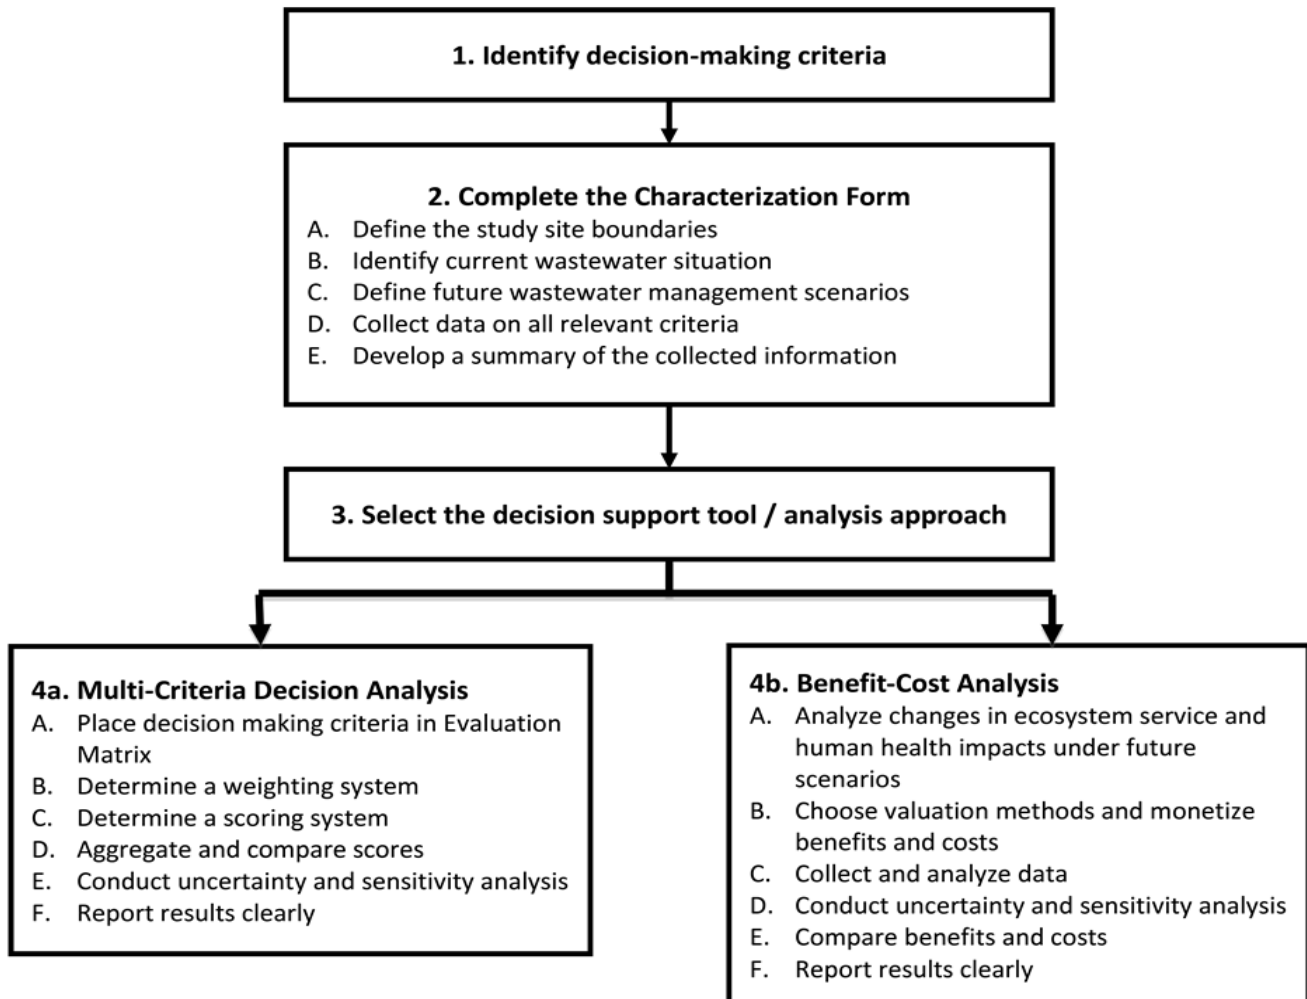 1. Identify decision-making criteria
2. Complete the Characterization Form
A. Define the study site boundaries
B. Identify current wastewater situation
C. Define future wastewater management scenarios
D. Collect data on all relevant criteria
E. Develop a summary of the collected information
3. Select the decision support tool / analysis approach
4a. Multi-Criteria Decision Analysis
A. Place decision making criteria in Evaluation
Matrix
B. Determine a weighting system
C. Determine a scoring system
D. Aggregate and compare scores
E. Conduct uncertainty and sensitivity analysis
F. Report results clearly
4b. Benefit-Cost Analysis
A. Analyze changes in ecosystem service and
human health impacts under future
scenarios
B. Choose valuation methods and monetize
benefits and costs
C. Collect and analyze data
D. Conduct uncertainty and sensitivity analysis
E. Compare benefits and costs
F. Report results clearly